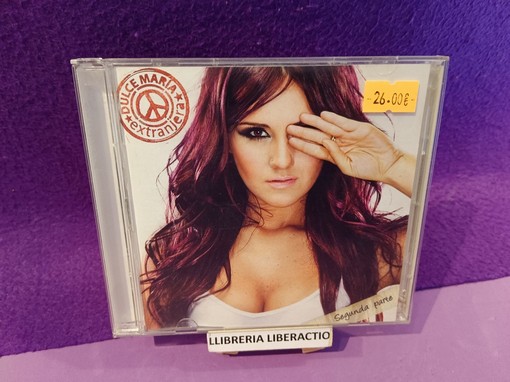 DULCE MARÍA
extranjera
26.00€
Segunda parte
LLIBRERIA LIBERACTIO